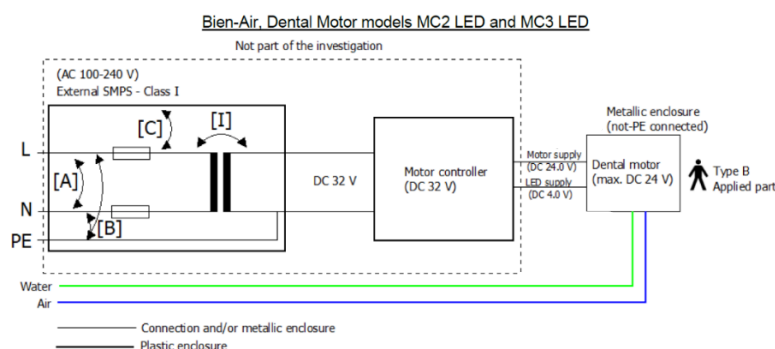 Bien-Air, Dental Motor models MC2 LED and MC3 LED
Not part of the investigation
(AC 100-240 V)
External SMPS - Class I
[C]
[I]
Metallic enclosure
(not-PE connected)
L
[A]
DC 32 V
Motor controller
(DC 32 V)
Motor supply
(DC 24.0 V)
LED supply
(DC 4.0 V)
Dental motor
(max. DC 24 V)
Type B
Applied part
N
[B]
PE
Water
Air
Connection and/or metallic enclosure
Plastic enclosure